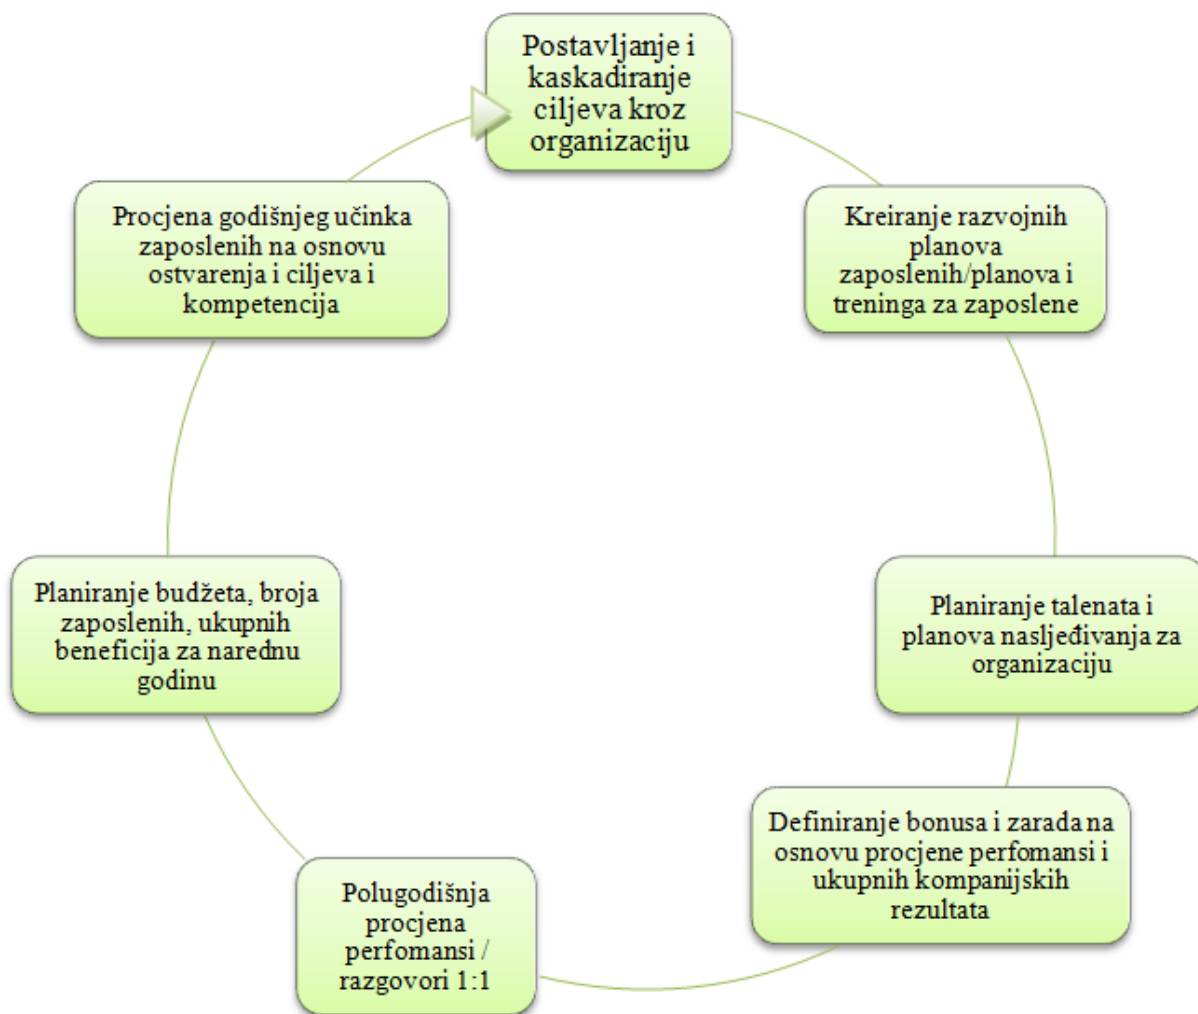 Postavljanje i
kaskadiranje
ciljeva kroz
organizaciju
Kreiranje razvojnih
planova
zaposlenih/planova i
treninga za zaposlene
Planiranje talenata i
planova nasljeđivanja za
organizaciju
Definiranje bonusa i zarada na
osnovu procjene perfomansi i
ukupnih kompanijskih
rezultata
Polugodišnja
procjena
perfomansi /
razgovori 1:1
Planiranje budžeta, broja
zaposlenih, ukupnih
beneficija za narednu
godinu
Procjena godišnjeg učinka
zaposlenih na osnovu
ostvarenja i ciljeva i
kompetencija